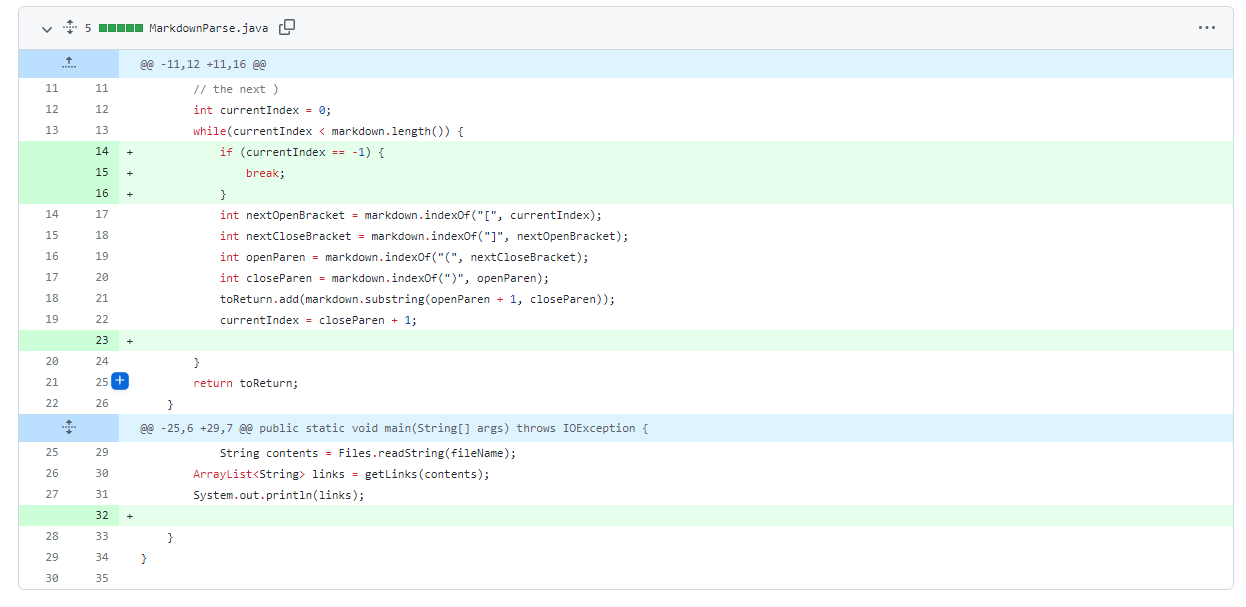 5 MarkdownParse.java
@@ -11,12 +11,16 @@
11 11 // the next )
12 12 int currentIndex = 0;
13 13 while(currentIndex < markdown.length()) {
14 + if (currentIndex == -1) {
15 + break;
16 + }
14 17 int nextOpenBracket = markdown.indexOf("[", currentIndex);
15 18 int nextCloseBracket = markdown.indexOf("]", nextOpenBracket);
16 19 int openParen = markdown.indexOf("(", nextCloseBracket);
17 20 int closeParen = markdown.indexOf(")", openParen);
18 21 toReturn.add(markdown.substring(openParen + 1, closeParen));
19 22 currentIndex = closeParen + 1;
23 +
20 24 }
21 25 return toReturn;
22 26 }
@@ -25,6 +29,7 @@ public static void main(String[] args) throws IOException {
25 29 String contents = Files.readString(fileName);
26 30 ArrayList<String> links = getLinks(contents);
27 31 System.out.println(links);
32 +
28 33 }
29 34 }
30 35